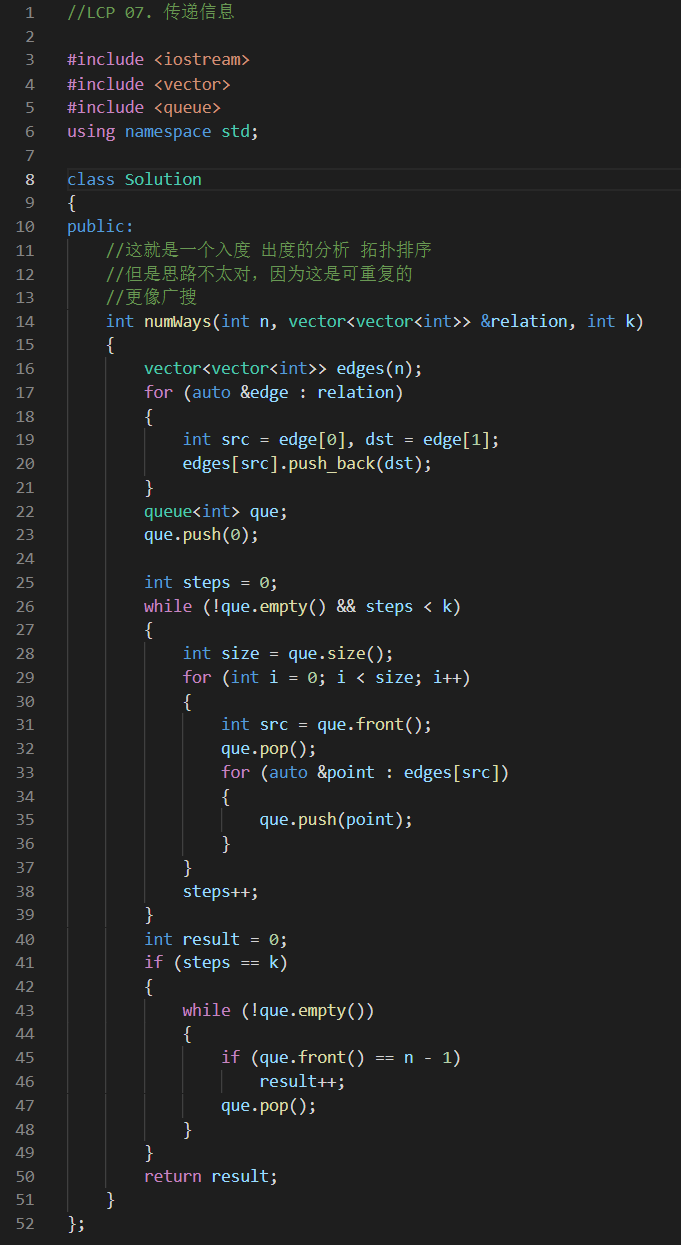 1 //LCP 07. 传递信息
2
3 #include <iostream>
4 #include <vector>
5 #include <queue>
6 using namespace std;
7
8 class Solution
9 {
10 public:
11     //这就是一个入度 出度的分析 拓扑排序
12     //但是思路不太对，因为这是可重复的
13     //更像广搜
14     int numWays(int n, vector<vector<int>> &relation, int k)
15     {
16         vector<vector<int>> edges(n);
17         for (auto &edge : relation)
18         {
19             int src = edge[0], dst = edge[1];
20             edges[src].push_back(dst);
21         }
22         queue<int> que;
23         que.push(0);
24
25         int steps = 0;
26         while (!que.empty() && steps < k)
27         {
28             int size = que.size();
29             for (int i = 0; i < size; i++)
30             {
31                 int src = que.front();
32                 que.pop();
33                 for (auto &point : edges[src])
34                 {
35                     que.push(point);
36                 }
37             }
38             steps++;
39         }
40         int result = 0;
41         if (steps == k)
42         {
43             while (!que.empty())
44             {
45                 if (que.front() == n - 1)
46                     result++;
47                 que.pop();
48             }
49         }
50         return result;
51     }
52 };